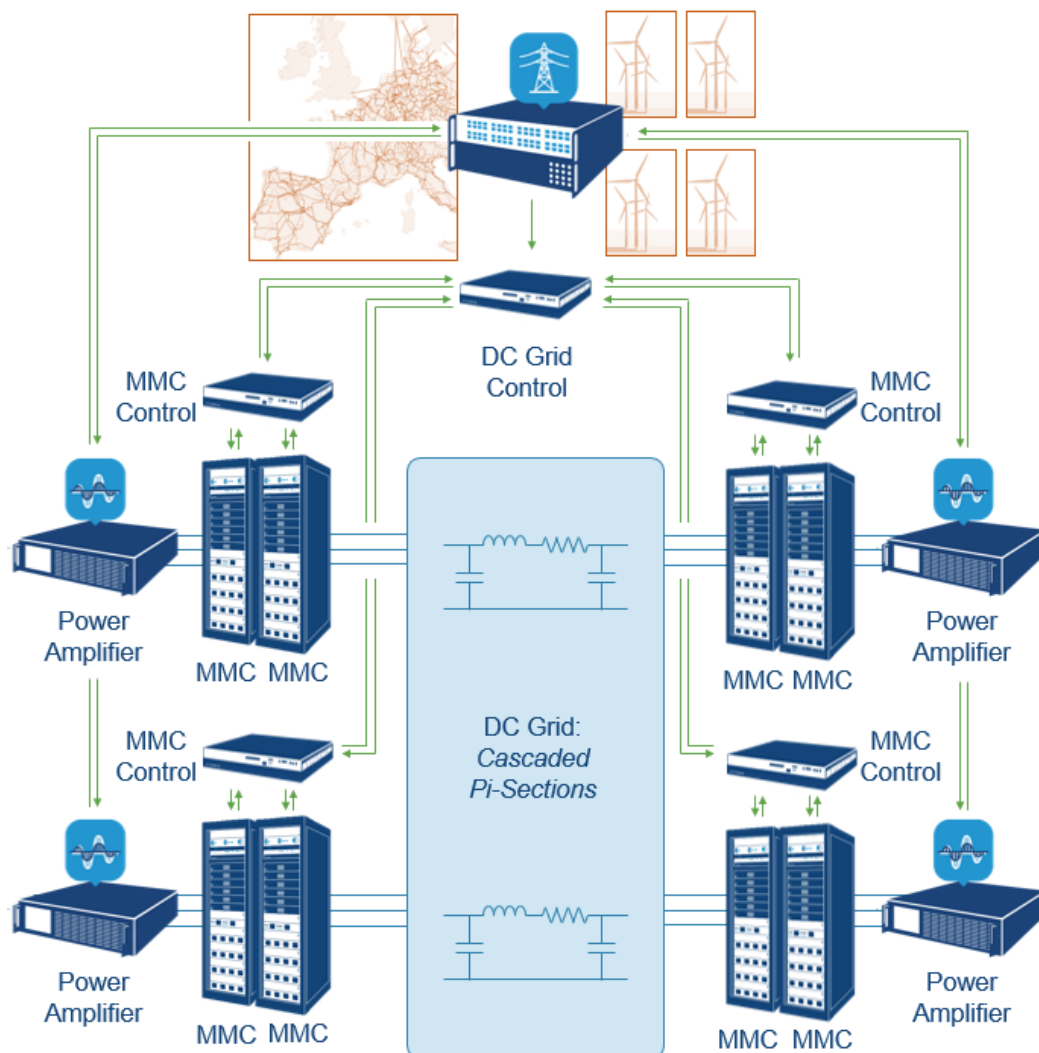 DC Grid
Control
MMC
Control
MMC
Control
Power
Amplifier
MMC
MMC
MMC
MMC
Power
Amplifier
DC Grid:
Cascaded
Pi-Sections
MMC
Control
MMC
Control
Power
Amplifier
MMC
MMC
MMC
MMC
Power
Amplifier